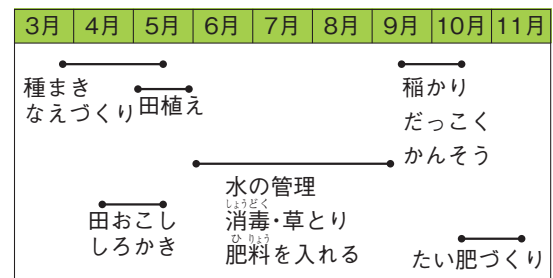 3月 4月 5月 6月 7月 8月 9月 10月 11月
種まき
なえづくり
田植え
稲かり
だっこく
かんそう
水の管理
しょうどく
消毒・草とり
ひりょう
肥料を入れる
田おこし
しろかき
たい肥づくり